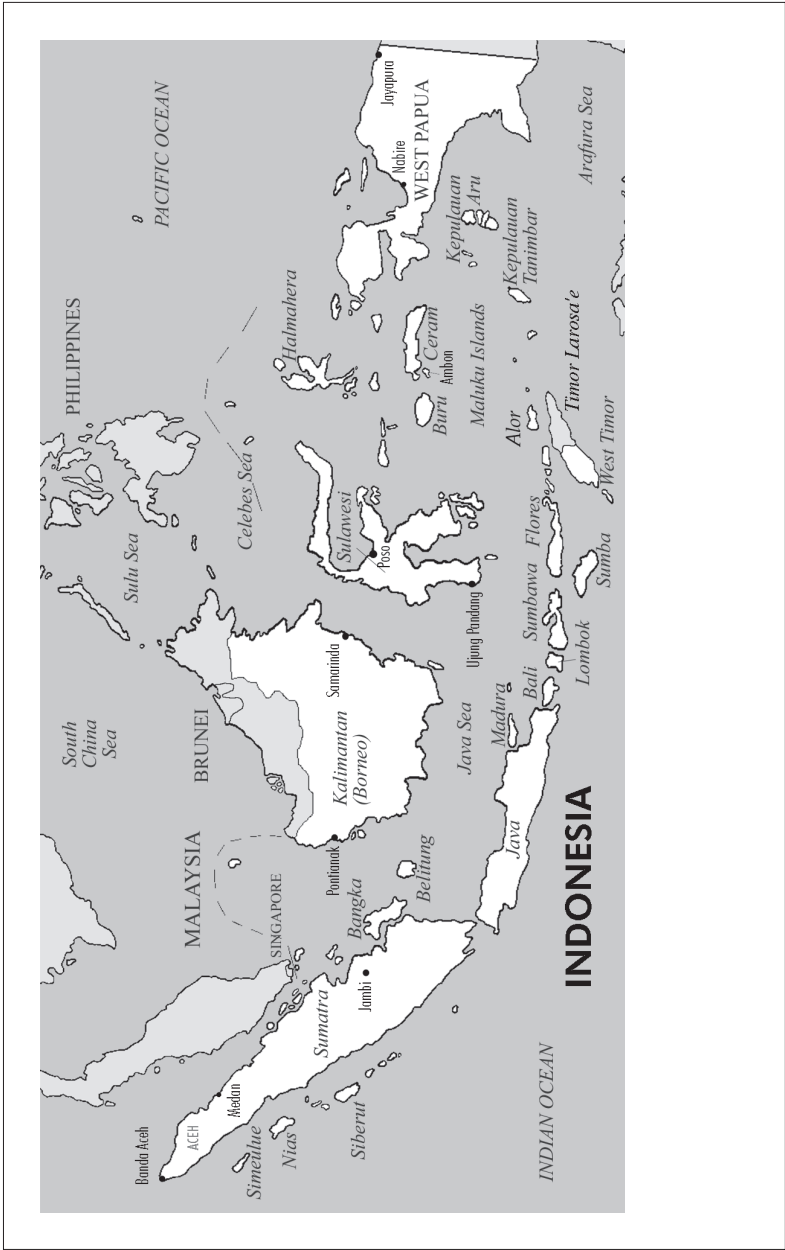 PACIFIC OCEAN
PHILIPPINES
Sulu Sea
South
China
Sea
Celebes Sea
BRUNEI
MALAYSIA
SINGAPORE
Banda Aceh
ACEH
Medan
Simeulue
Nias
Siberut
Sumatra
Jambi
Bangka
Belitung
Pontianak
Kalimantan
(Borneo)
Samarinda
Sulawesi
Poso
Ujung Pandang
Halmahera
Buru
Ceram
Ambon
Maluku Islands
Jayapura
Nabire
WEST PAPUA
Kepulauan
Aru
Kepulauan
Tanimbar
Arafura Sea
Java Sea
Madura
Java
Bali
Lombok
Sumbawa
Flores
Sumba
Alor
West Timor
Timor Larosa'e
INDIAN OCEAN
INDONESIA